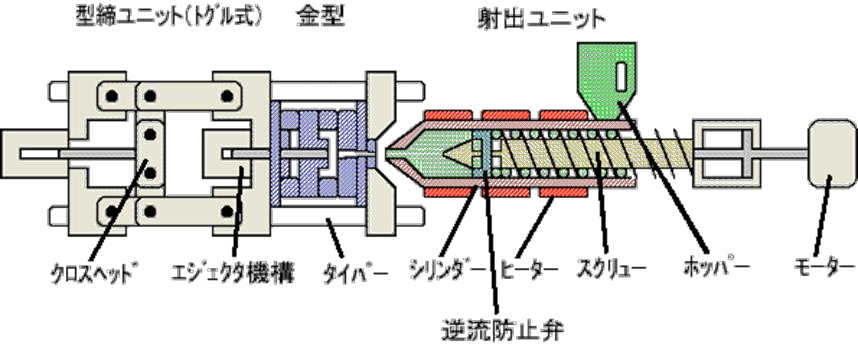 型締ユニット(トグル式)
金型
射出ユニット
クロスヘッド
エジェクタ機構
タイバー
シリンダー
ヒーター
スクリュー
ホッパー
モーター
逆流防止弁